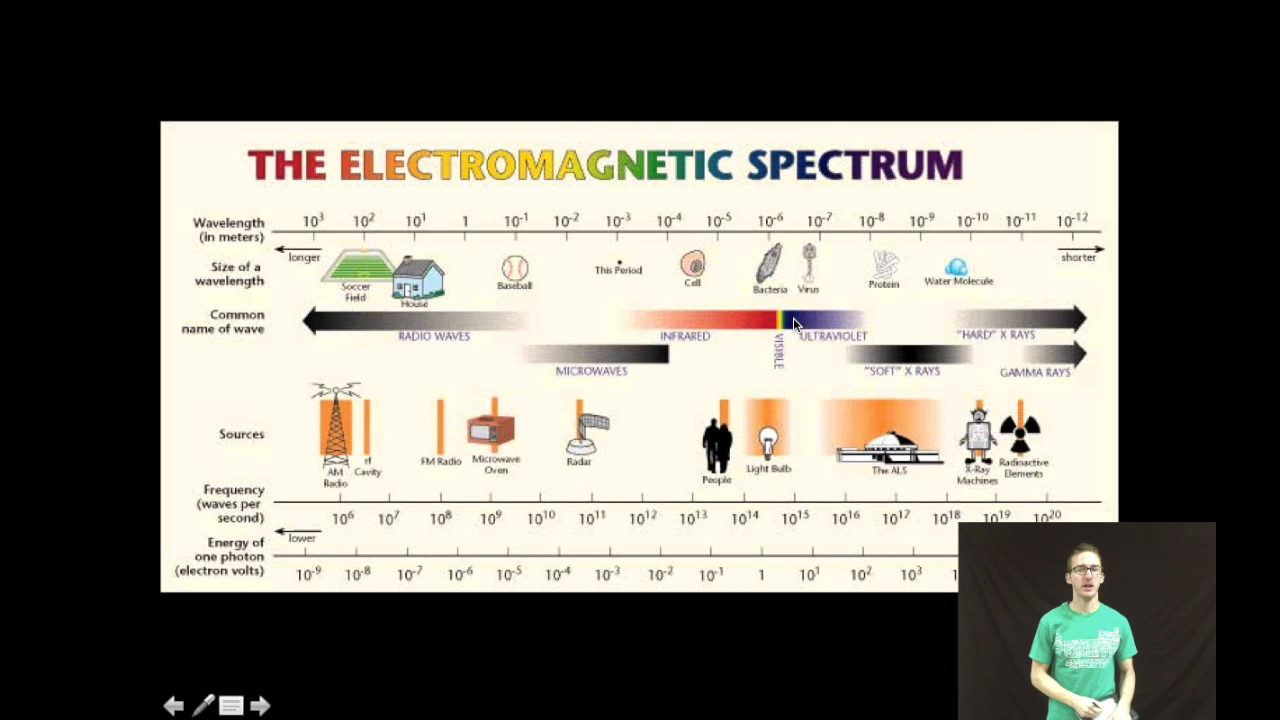 THE ELECTROMAGNETIC SPECTRUM
Wavelength
(in meters)
10³ 10² 10¹ 1 10⁻¹ 10⁻² 10⁻³ 10⁻⁴ 10⁻⁵ 10⁻⁶ 10⁻⁷ 10⁻⁸ 10⁻⁹ 10⁻¹⁰ 10⁻¹¹ 10⁻¹²
longer
shorter
Size of a
wavelength
Soccer
Field
House
Baseball
This Period
Cell
Bacteria
Virus
Protein
Water Molecule
Common
name of wave
RADIO WAVES
INFRARED
VISIBLE
ULTRAVIOLET
"HARD" X RAYS
MICROWAVES
"SOFT" X RAYS
GAMMA RAYS
Sources
AM
Radio
rf
Cavity
FM Radio
Microwave
Oven
Radar
People
Light Bulb
The ALS
X-Ray
Machines
Radioactive
Elements
Frequency
(waves per
second)
10⁶ 10⁷ 10⁸ 10⁹ 10¹⁰ 10¹¹ 10¹² 10¹³ 10¹⁴ 10¹⁵ 10¹⁶ 10¹⁷ 10¹⁸ 10¹⁹ 10²⁰
lower
Energy of
one photon
(electron volts)
10⁻⁹ 10⁻⁸ 10⁻⁷ 10⁻⁶ 10⁻⁵ 10⁻⁴ 10⁻³ 10⁻² 10⁻¹ 1 10¹ 10² 10³